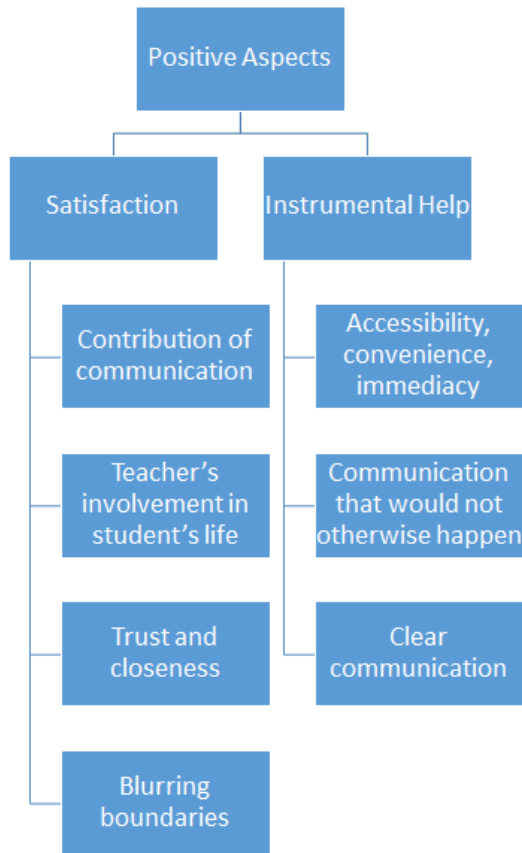 Positive Aspects
Satisfaction
Instrumental Help
Contribution of
communication
Teacher’s
involvement in
student’s life
Trust and
closeness
Blurring
boundaries
Accessibility,
convenience,
immediacy
Communication
that would not
otherwise happen
Clear
communication